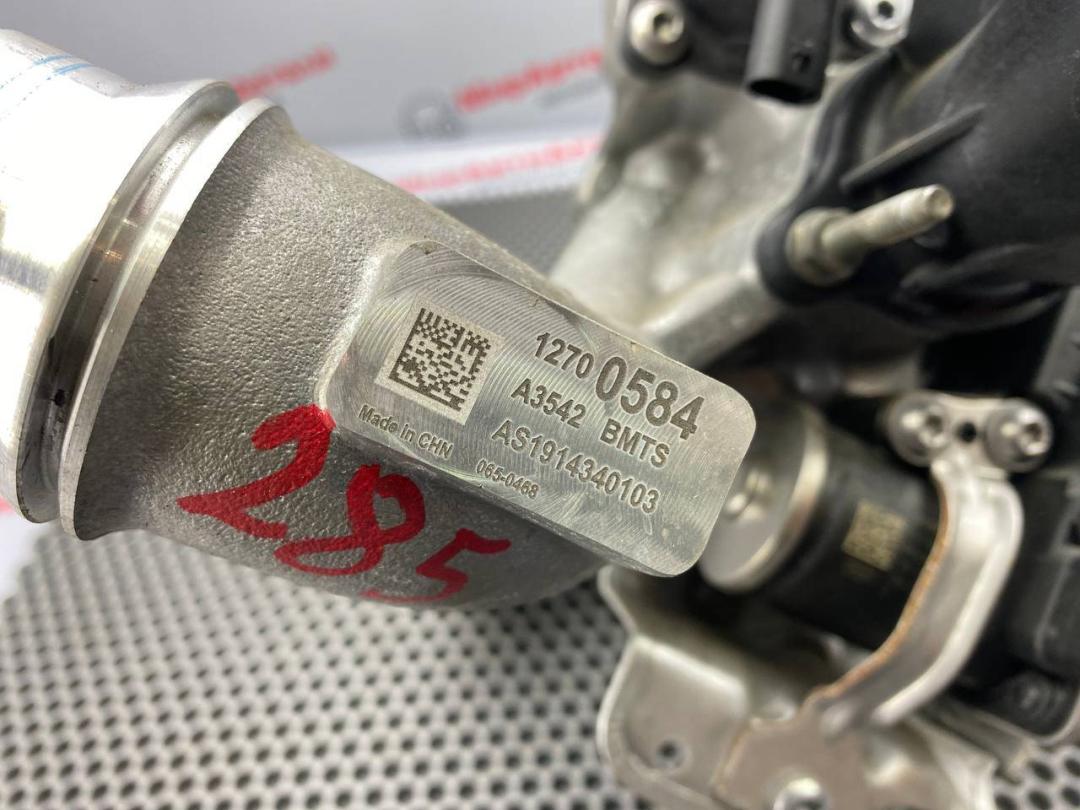 1270 0584
A3542 BMTS
AS1914340103
Made in CHN 065-0468
285